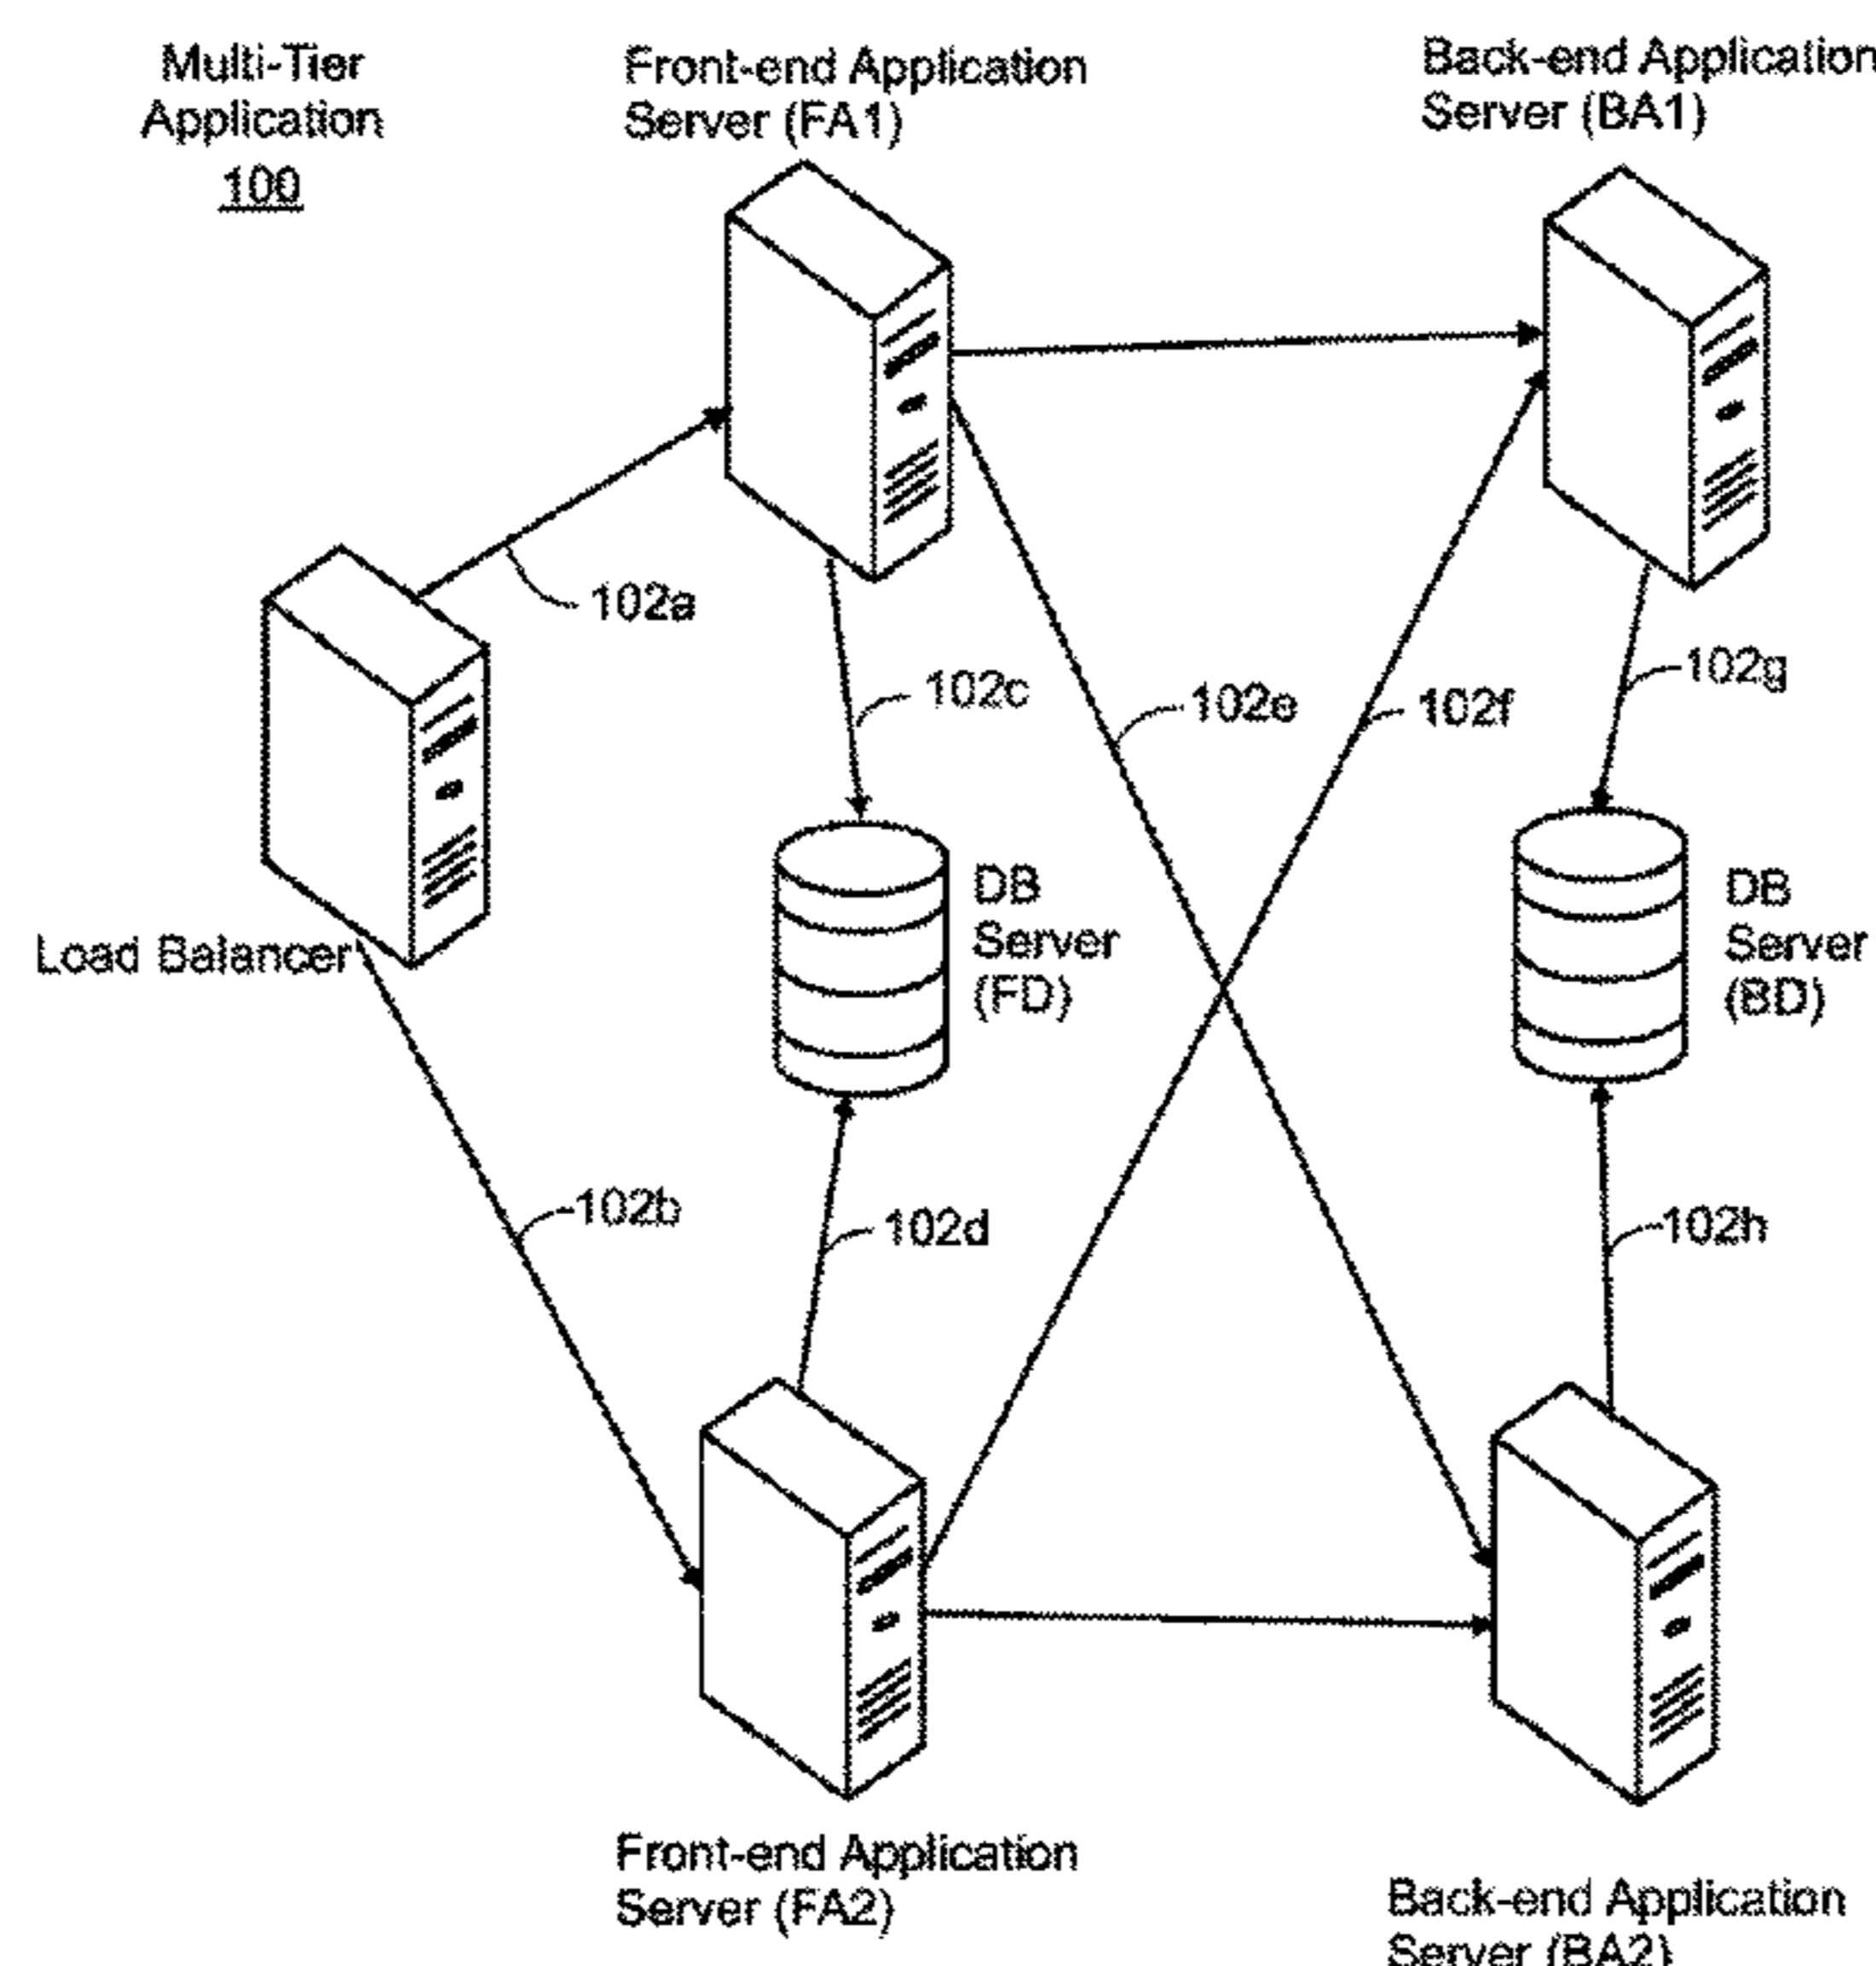 Multi-Tier
Application
100
Front-end Application
Server (FA1)
Back-end Application
Server (BA1)
102a
102c
102e
102f
102g
Load Balancer
DB
Server
(FD)
DB
Server
(BD)
102b
102d
102h
Front-end Application
Server (FA2)
Back-end Application
Server (BA2)